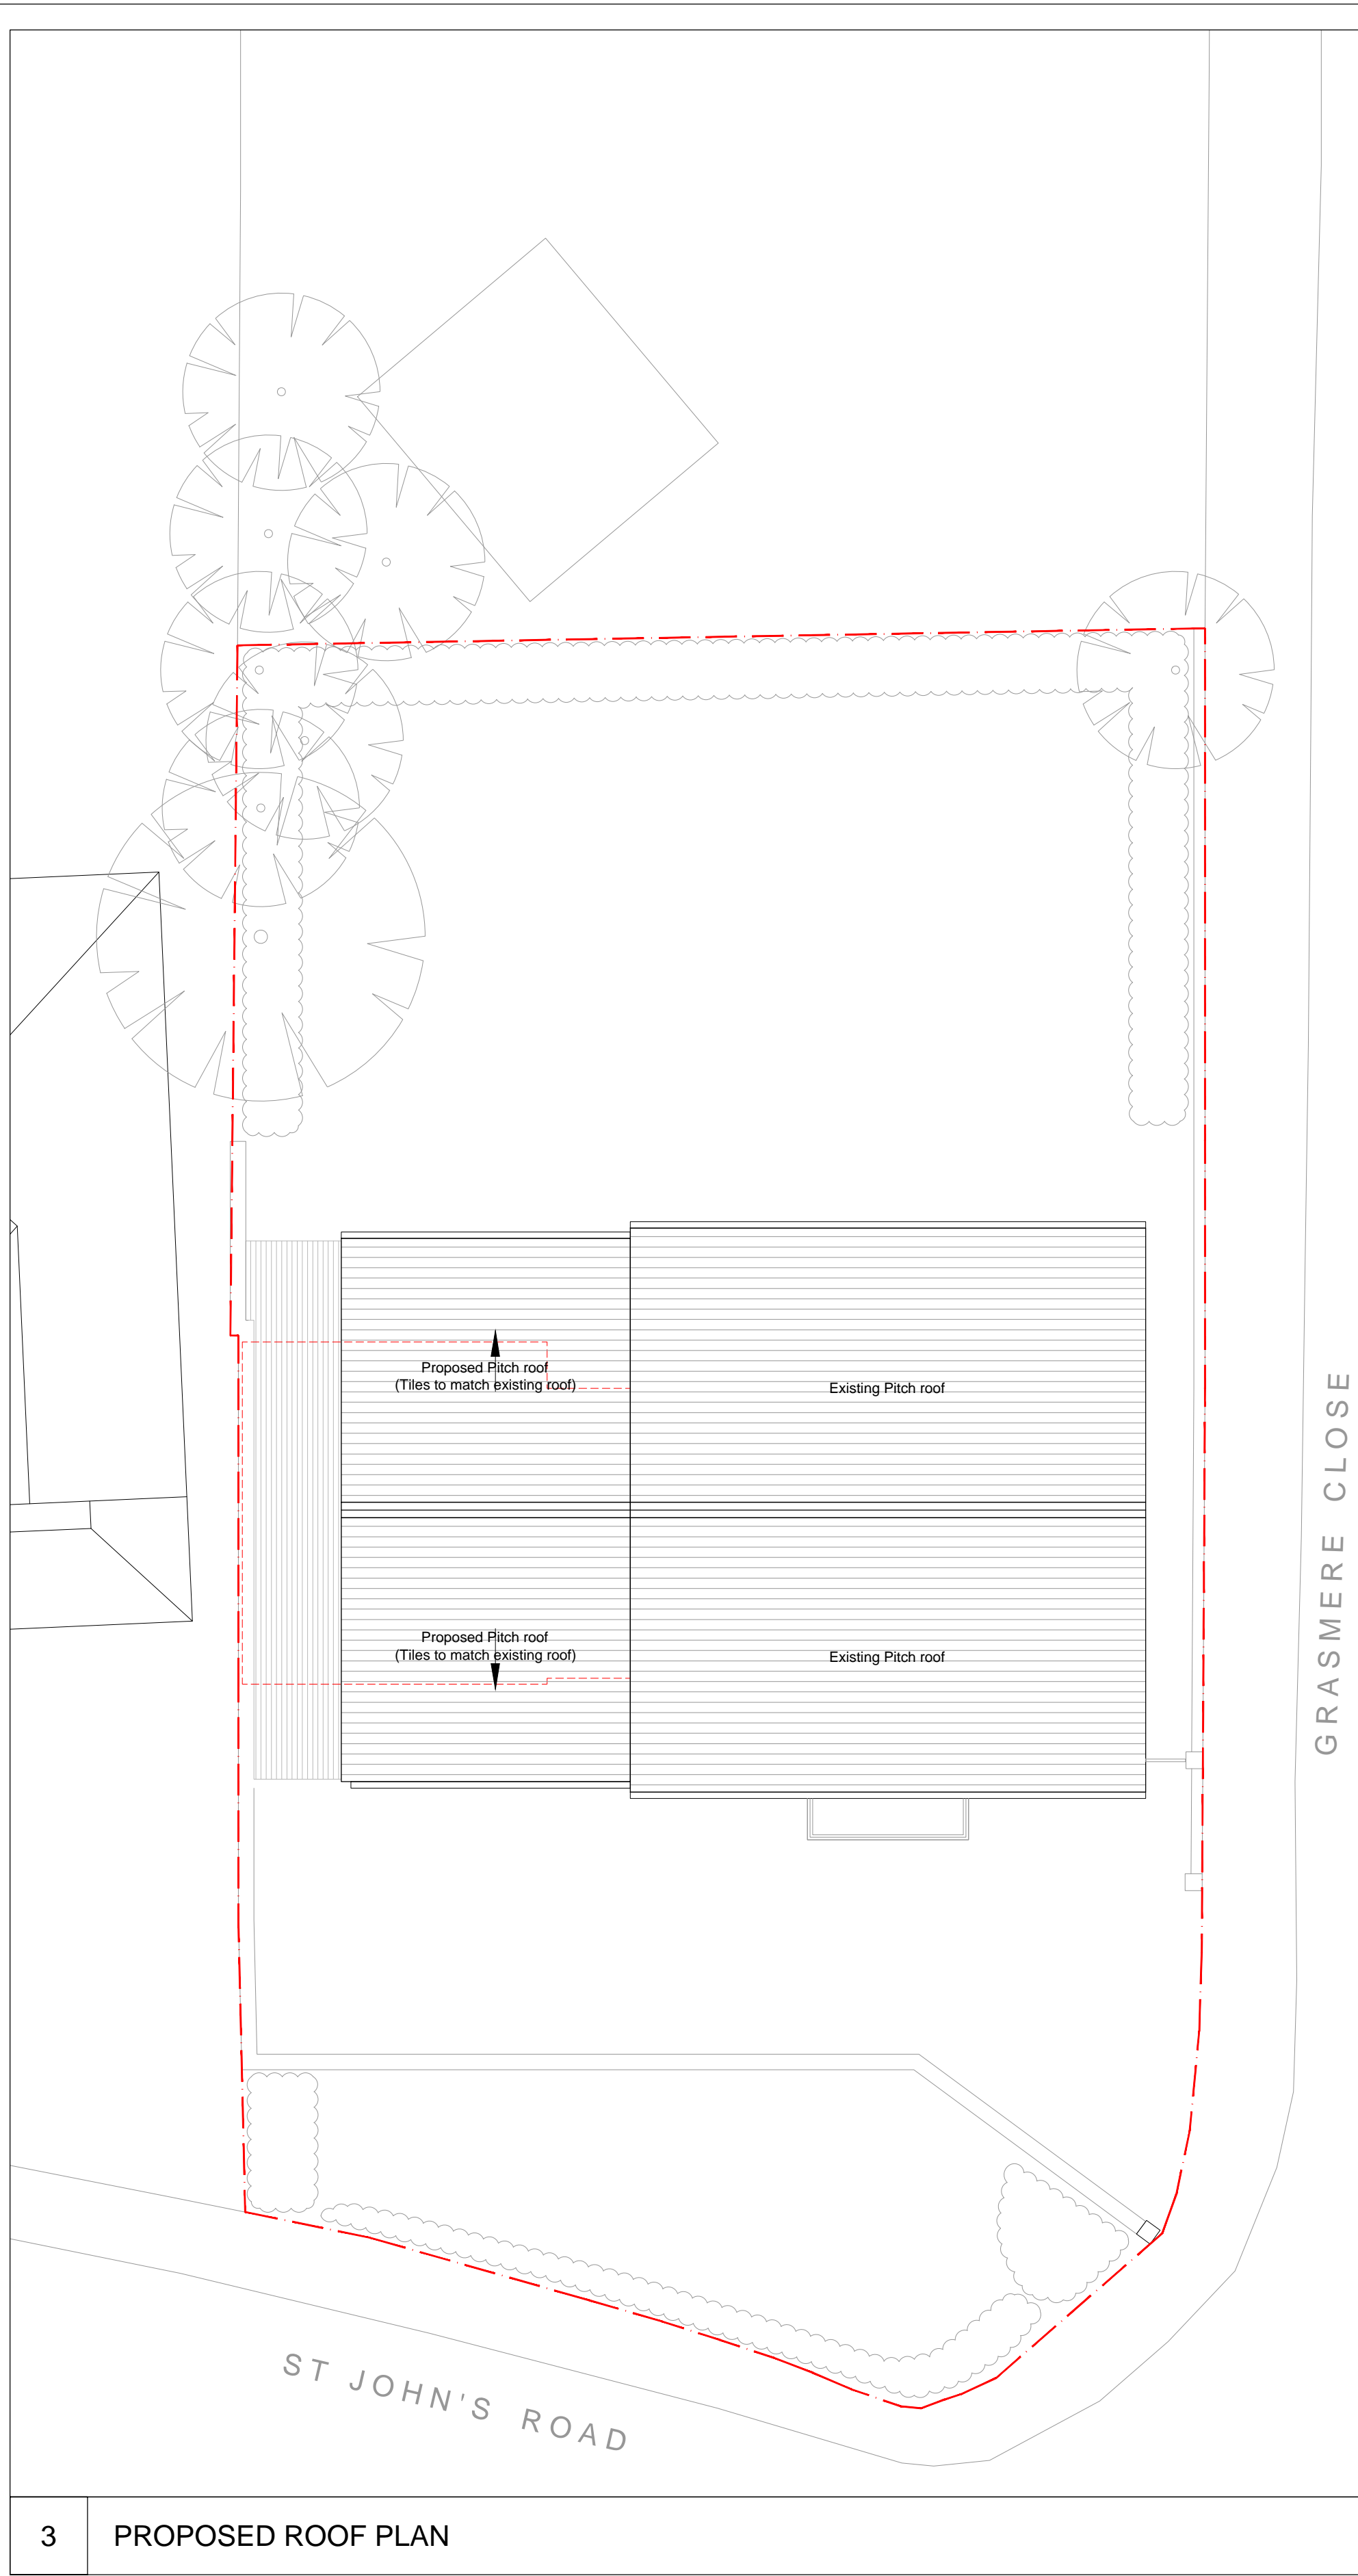 Proposed Pitch roof
(Tiles to match existing roof)
Existing Pitch roof
Proposed Pitch roof
(Tiles to match existing roof)
Existing Pitch roof
GRASMERE CLOSE
ST JOHN'S ROAD
3
PROPOSED ROOF PLAN